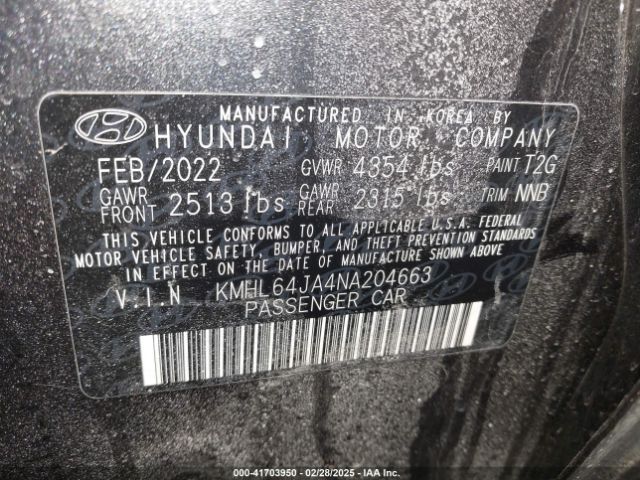 MANUFACTURED IN KOREA BY
HYUNDAI MOTOR COMPANY
FEB/2022 GVWR 4354 lbs PAINT T2G
GAWR FRONT 2513 lbs GAWR REAR 2315 lbs TRIM NNB
THIS VEHICLE CONFORMS TO ALL APPLICABLE U.S.A. FEDERAL
MOTOR VEHICLE SAFETY, BUMPER, AND THEFT PREVENTION STANDARDS
IN EFFECT ON THE DATE OF MANUFACTURE SHOWN ABOVE.
V.I.N KMHL64JA4NA204663
PASSENGER CAR
000-41703950 - 02/28/2025 - IAA Inc.